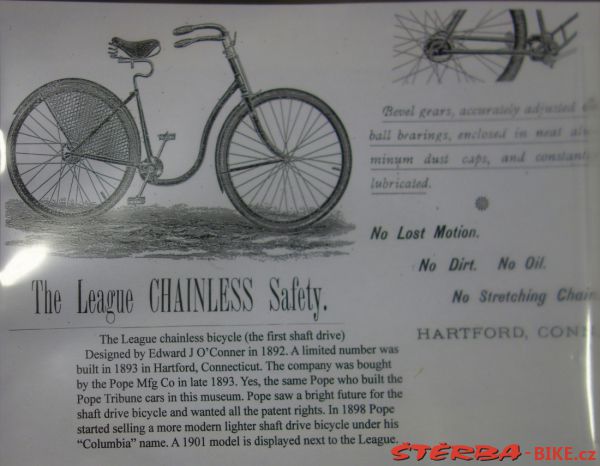 Bevel gears, accurately adjusted
ball bearings, enclosed in neat
minum dust caps, and
lubricated.
No Lost Motion.
No Dirt. No Oil.
No Stretching
HARTFORD,
The League CHAINLESS Safety.
The League chainless bicycle (the first shaft drive)
Designed by Edward J O'Conner in 1892. A limited number was
built in 1893 in Hartford, Connecticut. The company was bought
by the Pope Mfg Co in late 1893. Yes, the same Pope who built the
Pope Tribune cars in this museum. Pope saw a bright future for the
shaft drive bicycle and wanted all the patent rights. In 1898 Pope
started selling a more modern lighter shaft drive bicycle under his
"Columbia" name. A 1901 model is displayed next to the League.
ŠTĚRBA-BIKE.cz